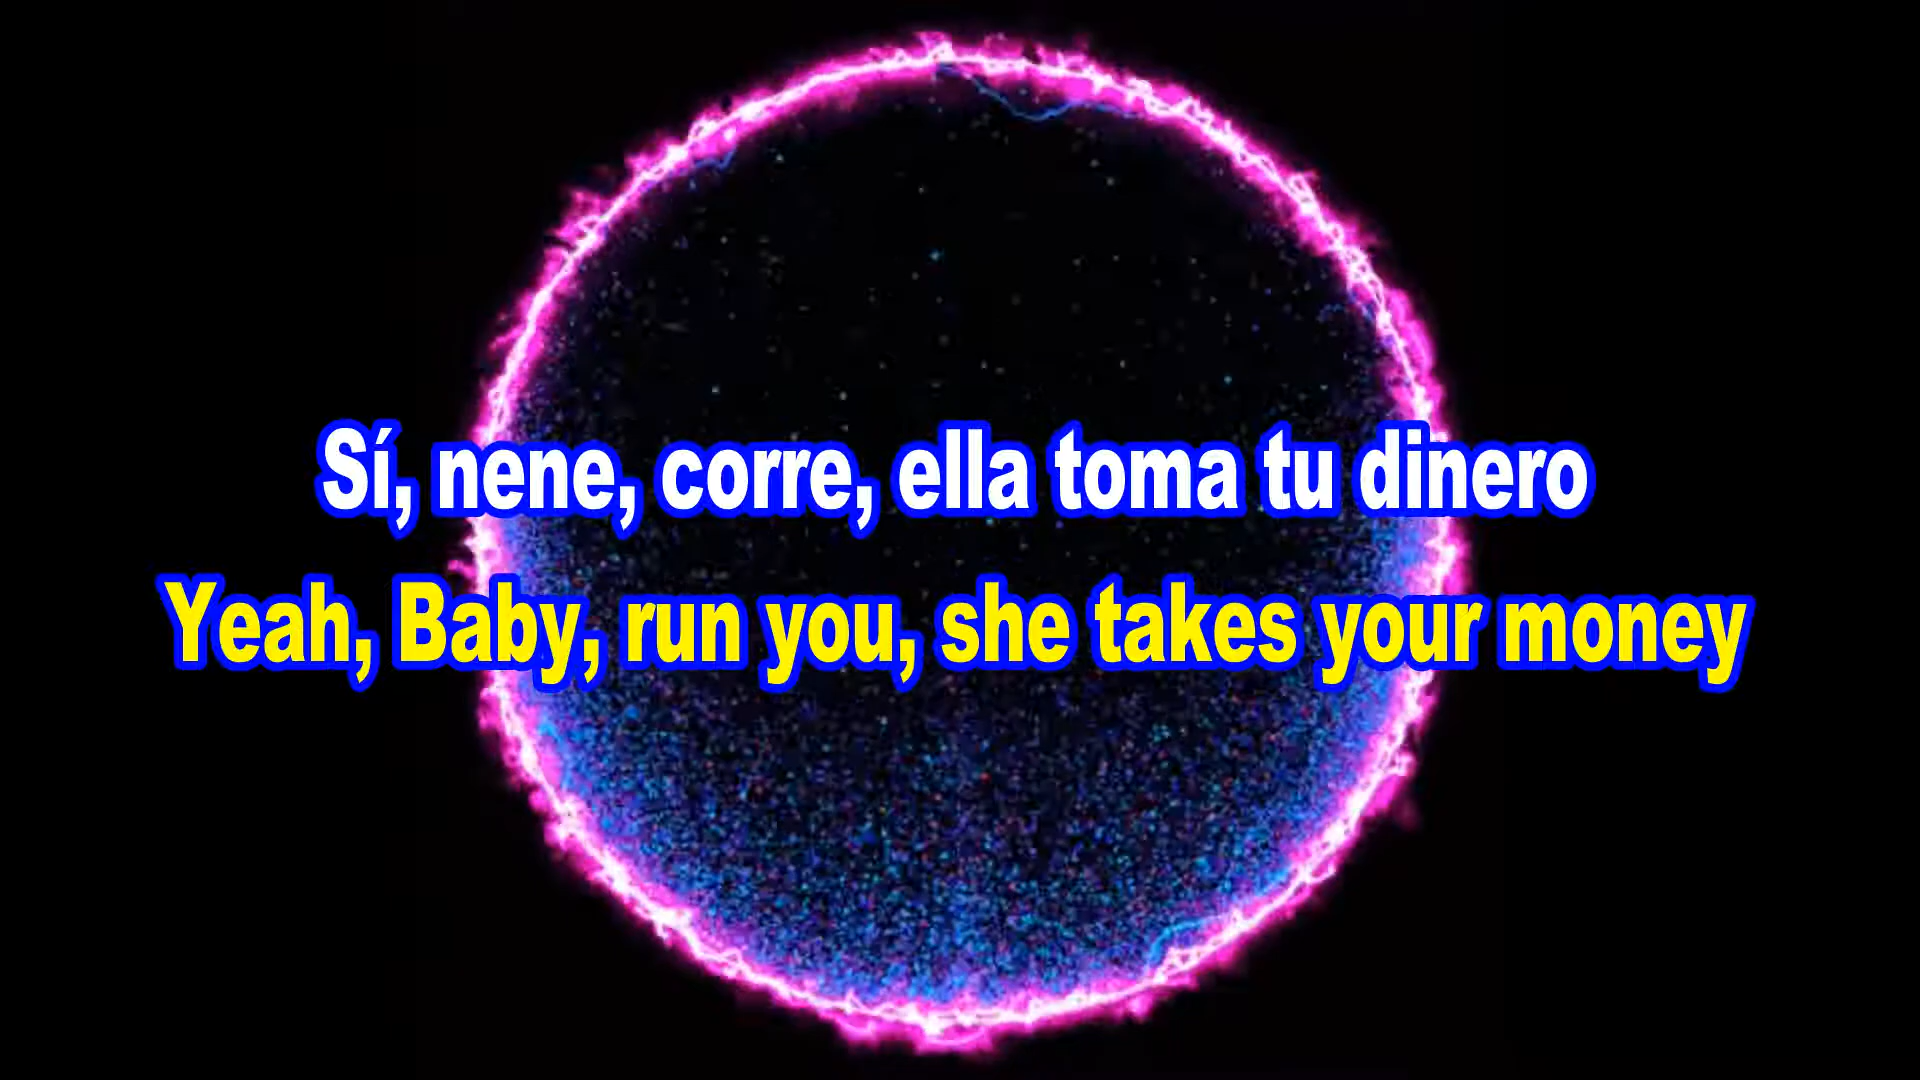 Sí, nene, corre, ella toma tu dinero
Yeah, Baby, run you, she takes your money